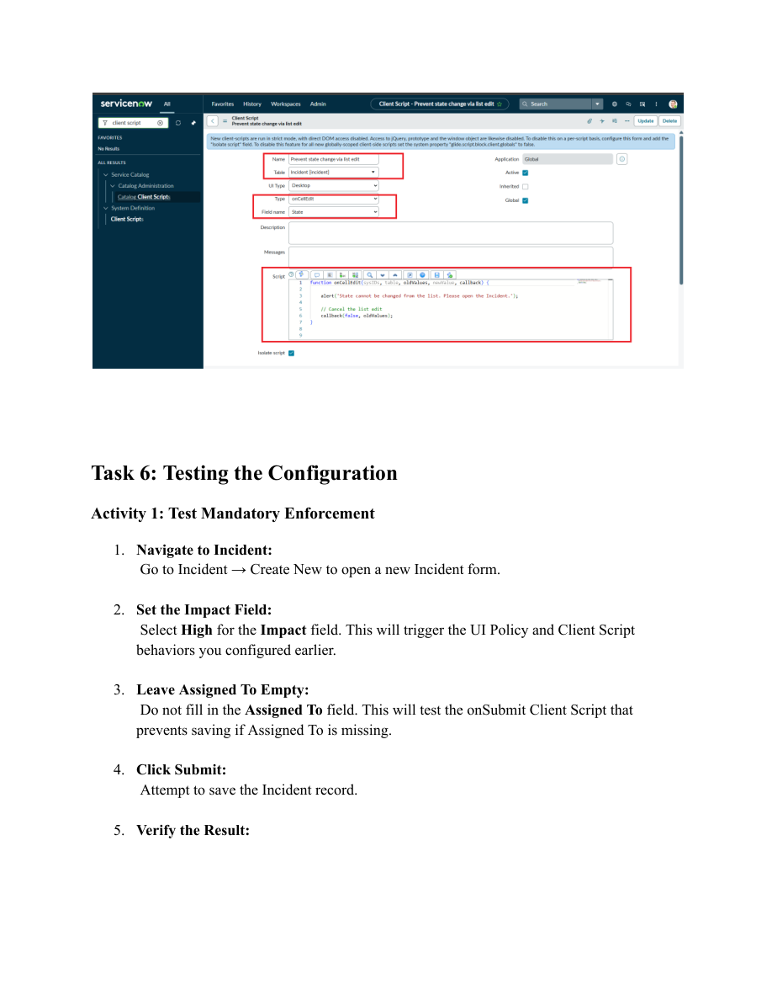 servicenow All Favorites History Workspaces Admin Client Script - Prevent state change via list edit Search
client script
FAVORITES
No Results
ALL RESULTS
Service Catalog
Catalog Administration
Catalog Client Scripts
System Definition
Client Scripts
Client Script
Prevent state change via list edit
Update Delete
New client-scripts are run in strict mode, with direct DOM access disabled. Access to jQuery, prototype and the window object are likewise disabled. To disable this on a per-script basis, configure this form and add the
"Isolate script" field. To disable this feature for all new globally-scoped client-side scripts set the system property "glide.script.block.client.globals" to false.
Name Prevent state change via list edit
Application Global
Table Incident [incident]
Active
UI Type Desktop
Inherited
Type onCellEdit
Global
Field name State
Description
Messages
Script
1 function onCellEdit(sysIDs, table, oldValues, newValue, callback) {
2
3 alert('State cannot be changed from the list. Please open the Incident.');
4
5 // Cancel the list edit
6 callback(false, oldValues);
7 }
8
9
Isolate script
Task 6: Testing the Configuration
Activity 1: Test Mandatory Enforcement
1. Navigate to Incident:
Go to Incident → Create New to open a new Incident form.
2. Set the Impact Field:
Select High for the Impact field. This will trigger the UI Policy and Client Script
behaviors you configured earlier.
3. Leave Assigned To Empty:
Do not fill in the Assigned To field. This will test the onSubmit Client Script that
prevents saving if Assigned To is missing.
4. Click Submit:
Attempt to save the Incident record.
5. Verify the Result: